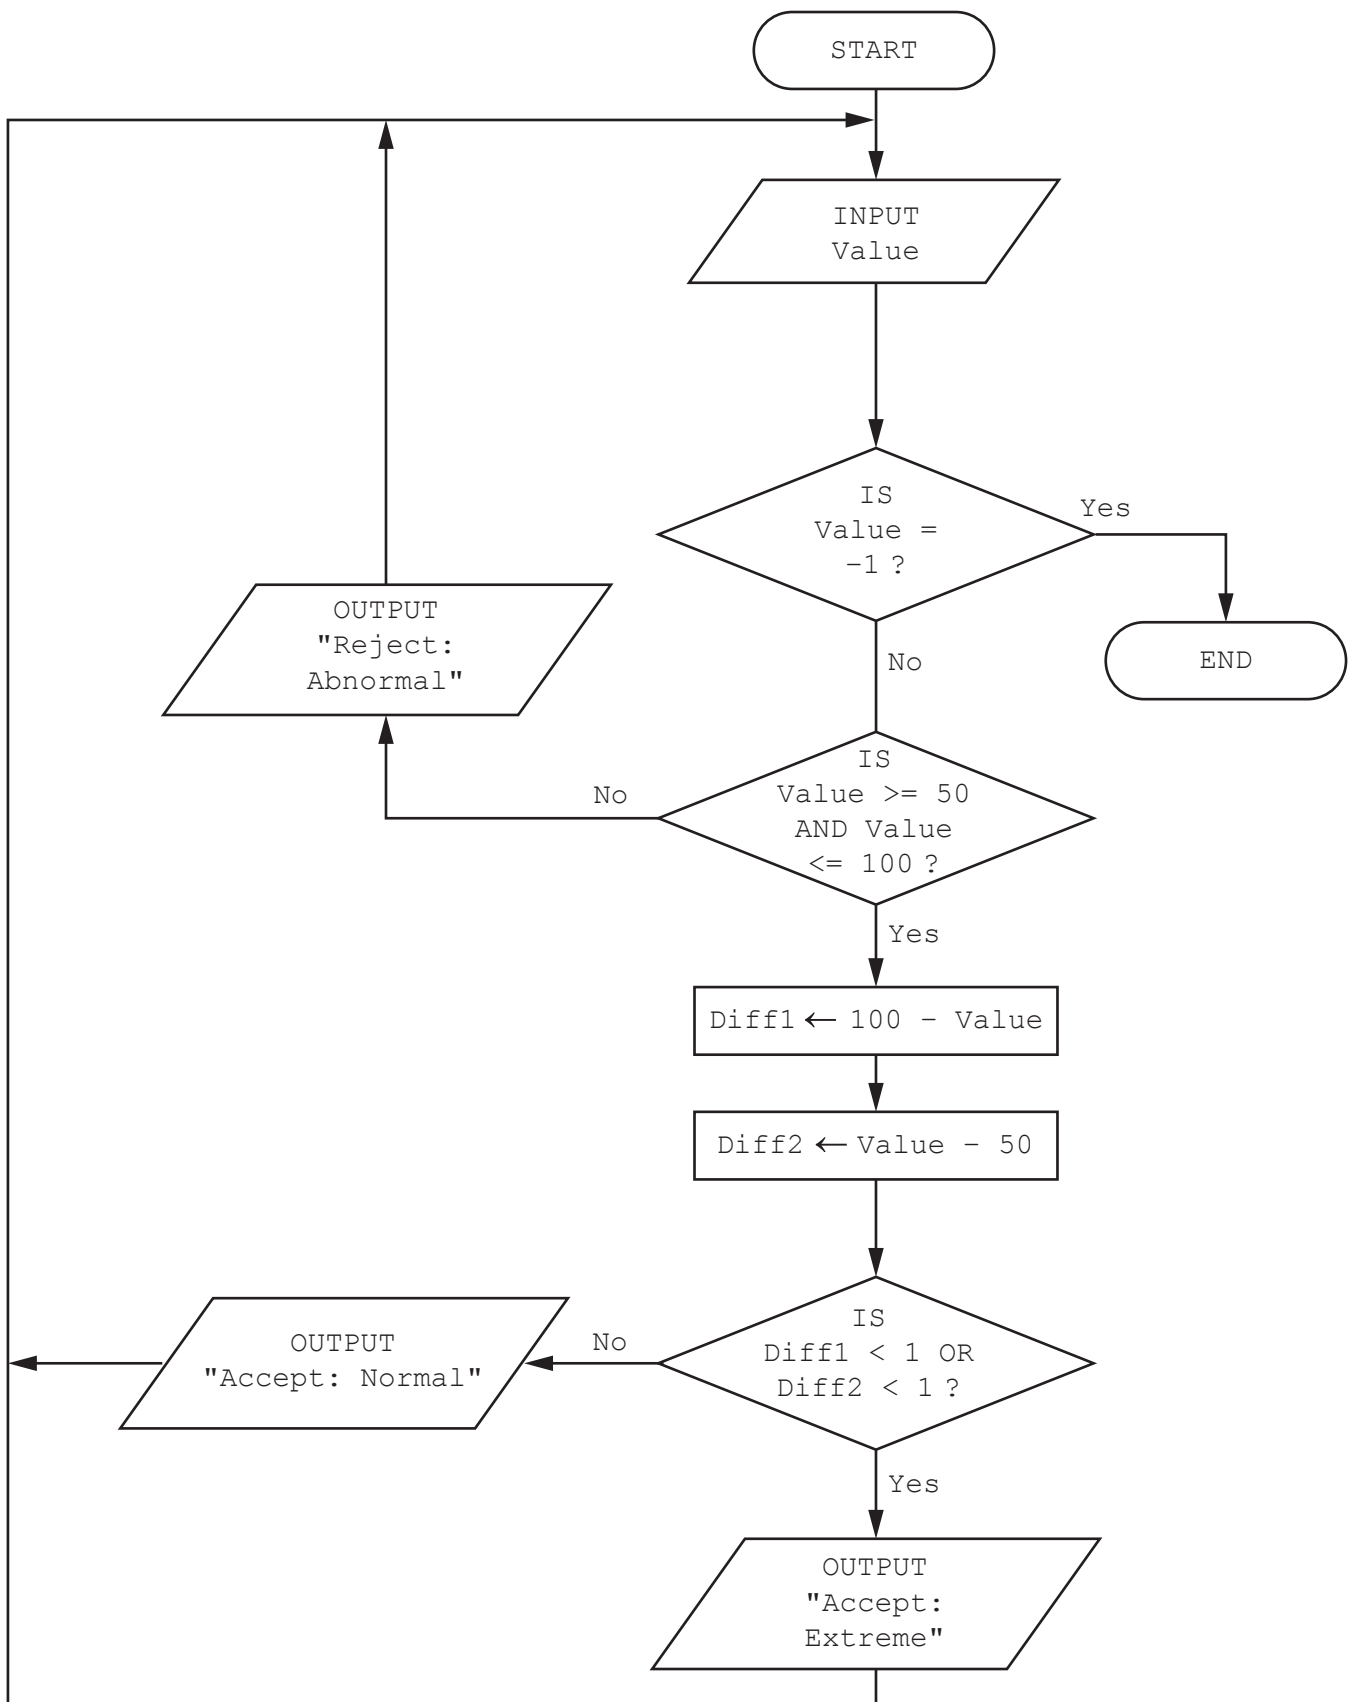 START
INPUT
Value
IS
Value =
–1 ?
Yes
No
END
OUTPUT
"Reject:
Abnormal"
IS
Value >= 50
AND Value
<= 100 ?
No
Yes
Diff1 ← 100 – Value
Diff2 ← Value – 50
IS
Diff1 < 1 OR
Diff2 < 1 ?
No
OUTPUT
"Accept: Normal"
Yes
OUTPUT
"Accept:
Extreme"